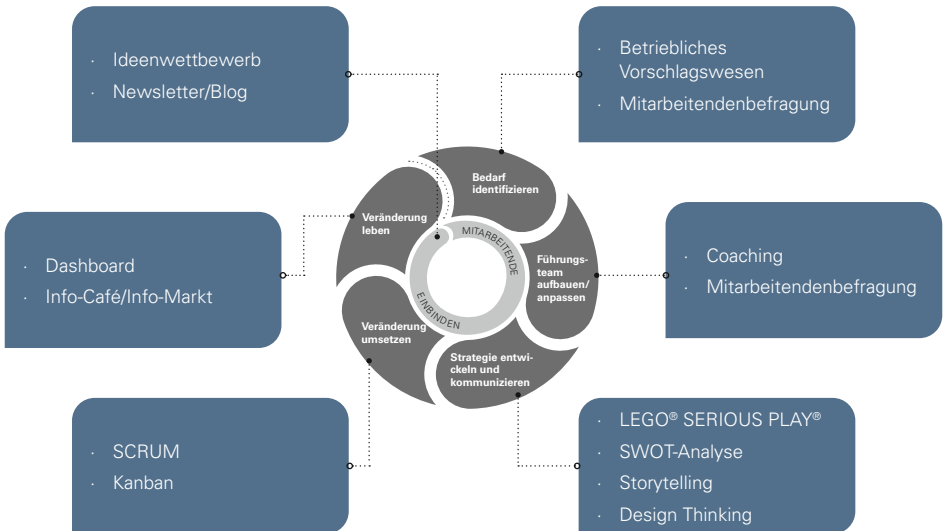 · Ideenwettbewerb
· Newsletter/Blog
· Betriebliches
Vorschlagswesen
· Mitarbeitendenbefragung
Bedarf
identifizieren
Veränderung
leben
MITARBEITENDE
EINBINDEN
Führungs-
team
aufbauen/
anpassen
· Dashboard
· Info-Café/Info-Markt
· Coaching
· Mitarbeitendenbefragung
Veränderung
umsetzen
Strategie entwi-
ckeln und
kommunizieren
· SCRUM
· Kanban
· LEGO® SERIOUS PLAY®
· SWOT-Analyse
· Storytelling
· Design Thinking